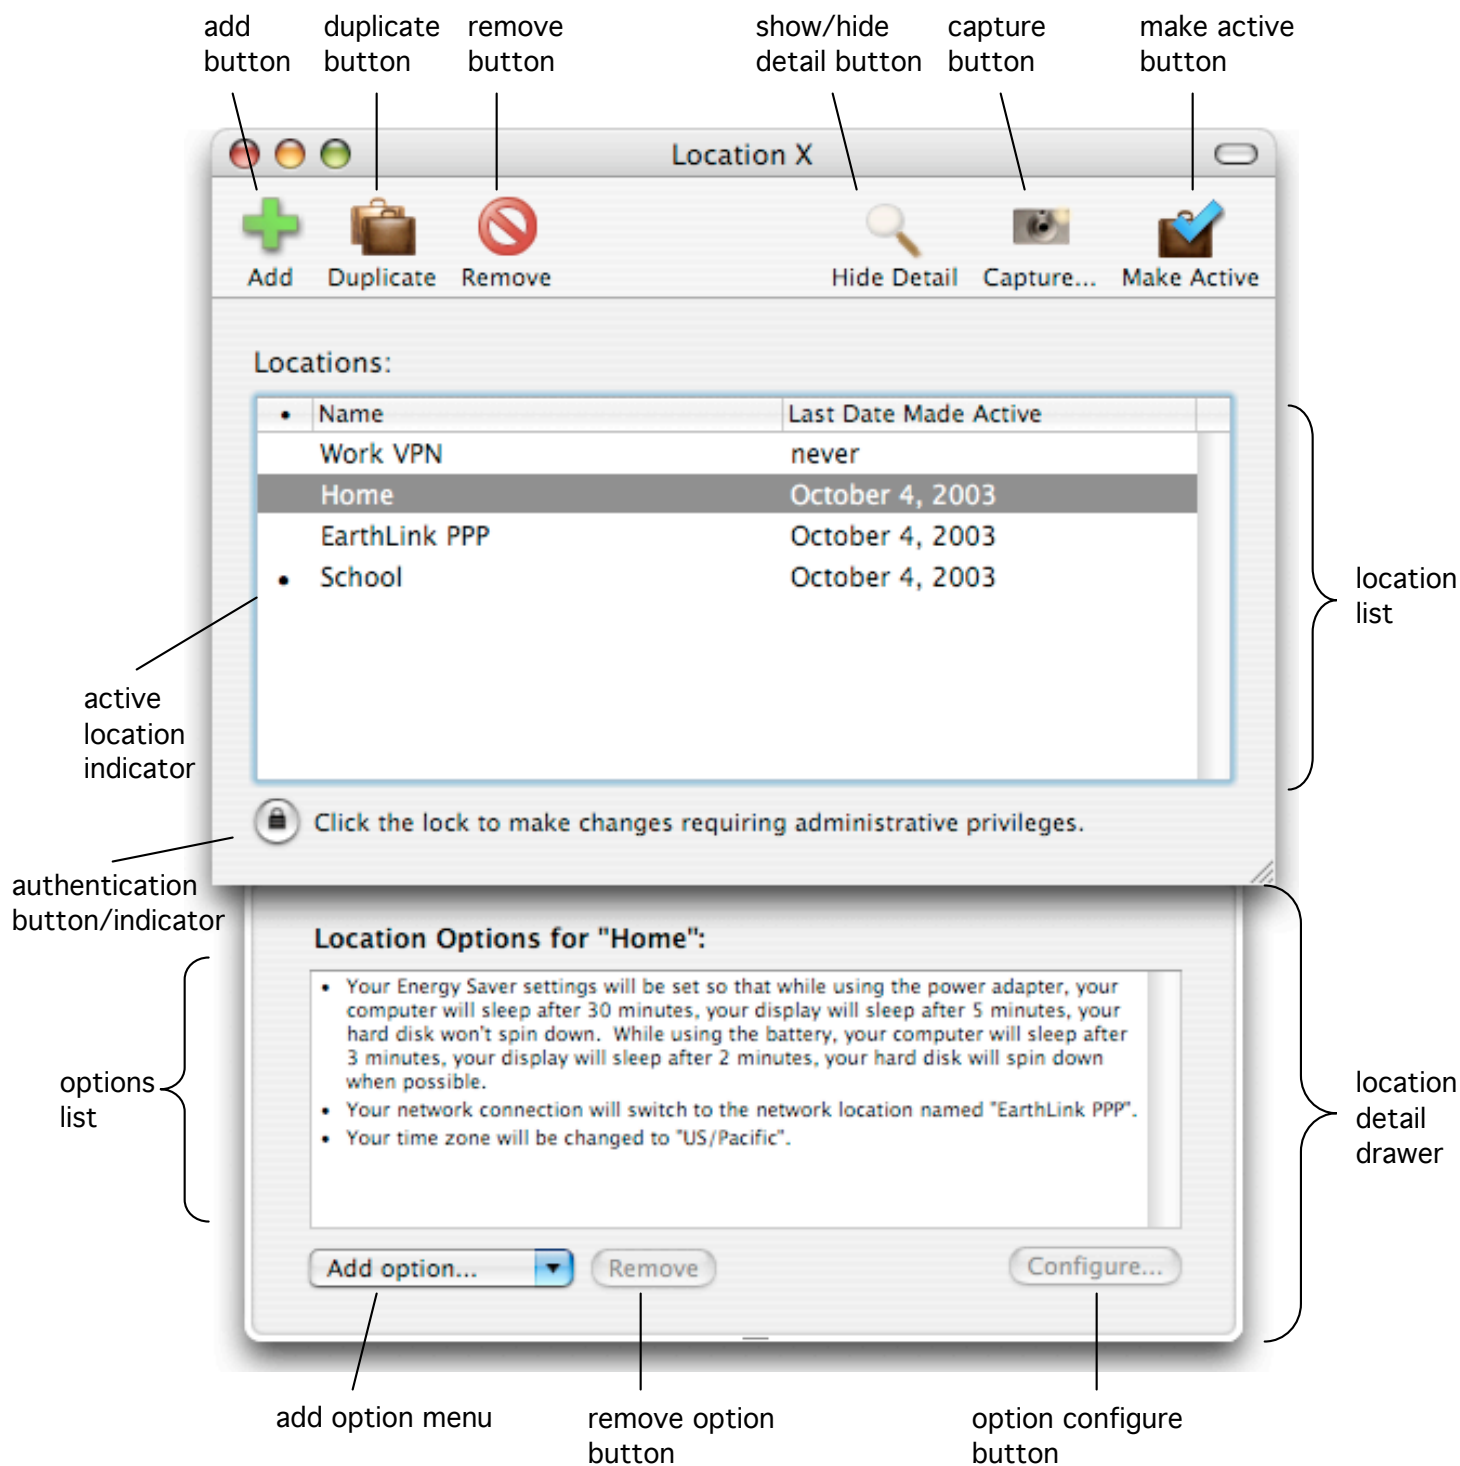 add
button
duplicate
button
remove
button
show/hide
detail button
capture
button
make active
button
Location X
Add
Duplicate
Remove
Hide Detail
Capture...
Make Active
Locations:
• Name Last Date Made Active
Work VPN never
Home October 4, 2003
EarthLink PPP October 4, 2003
• School October 4, 2003
location
list
active
location
indicator
Click the lock to make changes requiring administrative privileges.
authentication
button/indicator
Location Options for "Home":
• Your Energy Saver settings will be set so that while using the power adapter, your
computer will sleep after 30 minutes, your display will sleep after 5 minutes, your
hard disk won't spin down.  While using the battery, your computer will sleep after
3 minutes, your display will sleep after 2 minutes, your hard disk will spin down
when possible.
• Your network connection will switch to the network location named "EarthLink PPP".
• Your time zone will be changed to "US/Pacific".
options
list
location
detail
drawer
Add option...
Remove
Configure...
add option menu
remove option
button
option configure
button